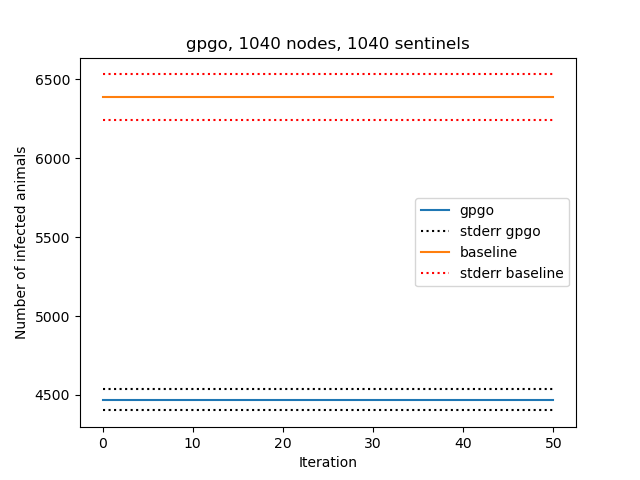 gpgo, 1040 nodes, 1040 sentinels
6500
6000
5500
5000
4500
Number of infected animals
gpgo
stderr gpgo
baseline
stderr baseline
0 10 20 30 40 50
Iteration